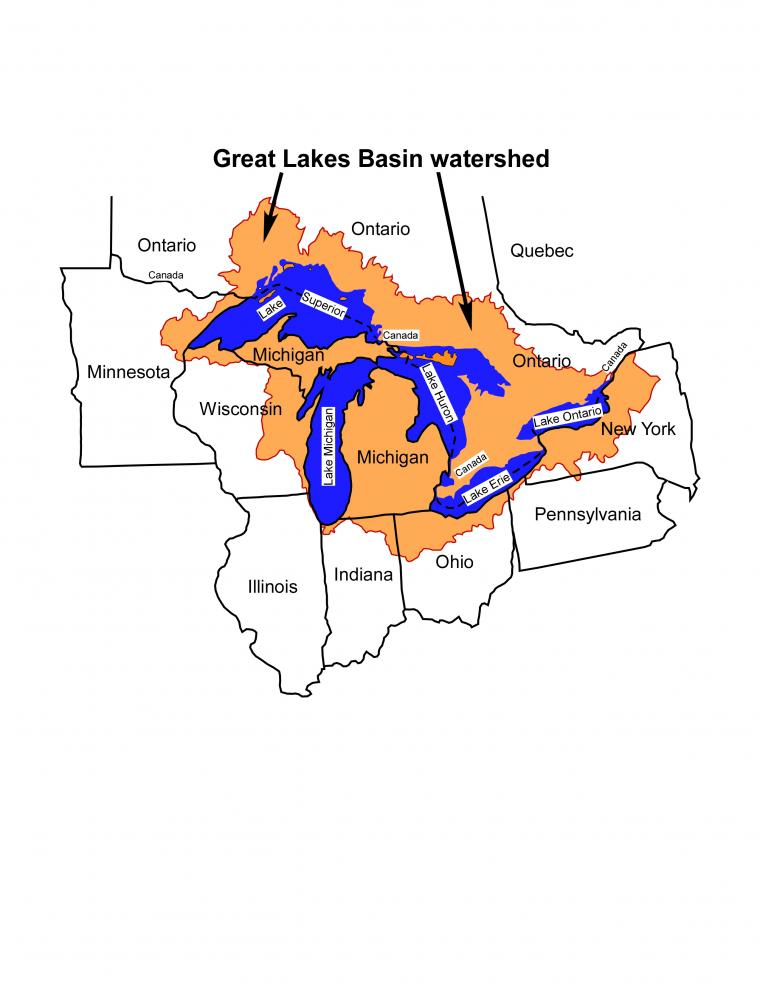 Great Lakes Basin watershed
Ontario
Ontario
Quebec
Canada
Lake
Superior
Canada
Minnesota
Michigan
Ontario
Canada
Wisconsin
Lake Huron
Lake Ontario
New York
Lake Michigan
Michigan
Canada
Lake Erie
Pennsylvania
Illinois
Indiana
Ohio